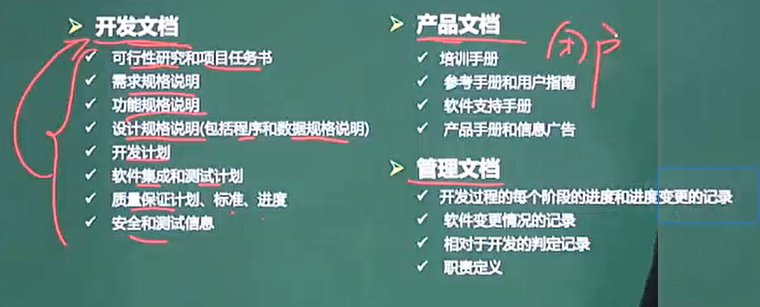 开发文档
可行性研究和项目任务书
需求规格说明
功能规格说明
设计规格说明(包括程序和数据规格说明)
开发计划
软件集成和测试计划
质量保证计划、标准、进度
安全和测试信息
产品文档
培训手册
参考手册和用户指南
软件支持手册
产品手册和信息广告
管理文档
开发过程的每个阶段的进度和进度变更的记录
软件变更情况的记录
相对于开发的判定记录
职责定义